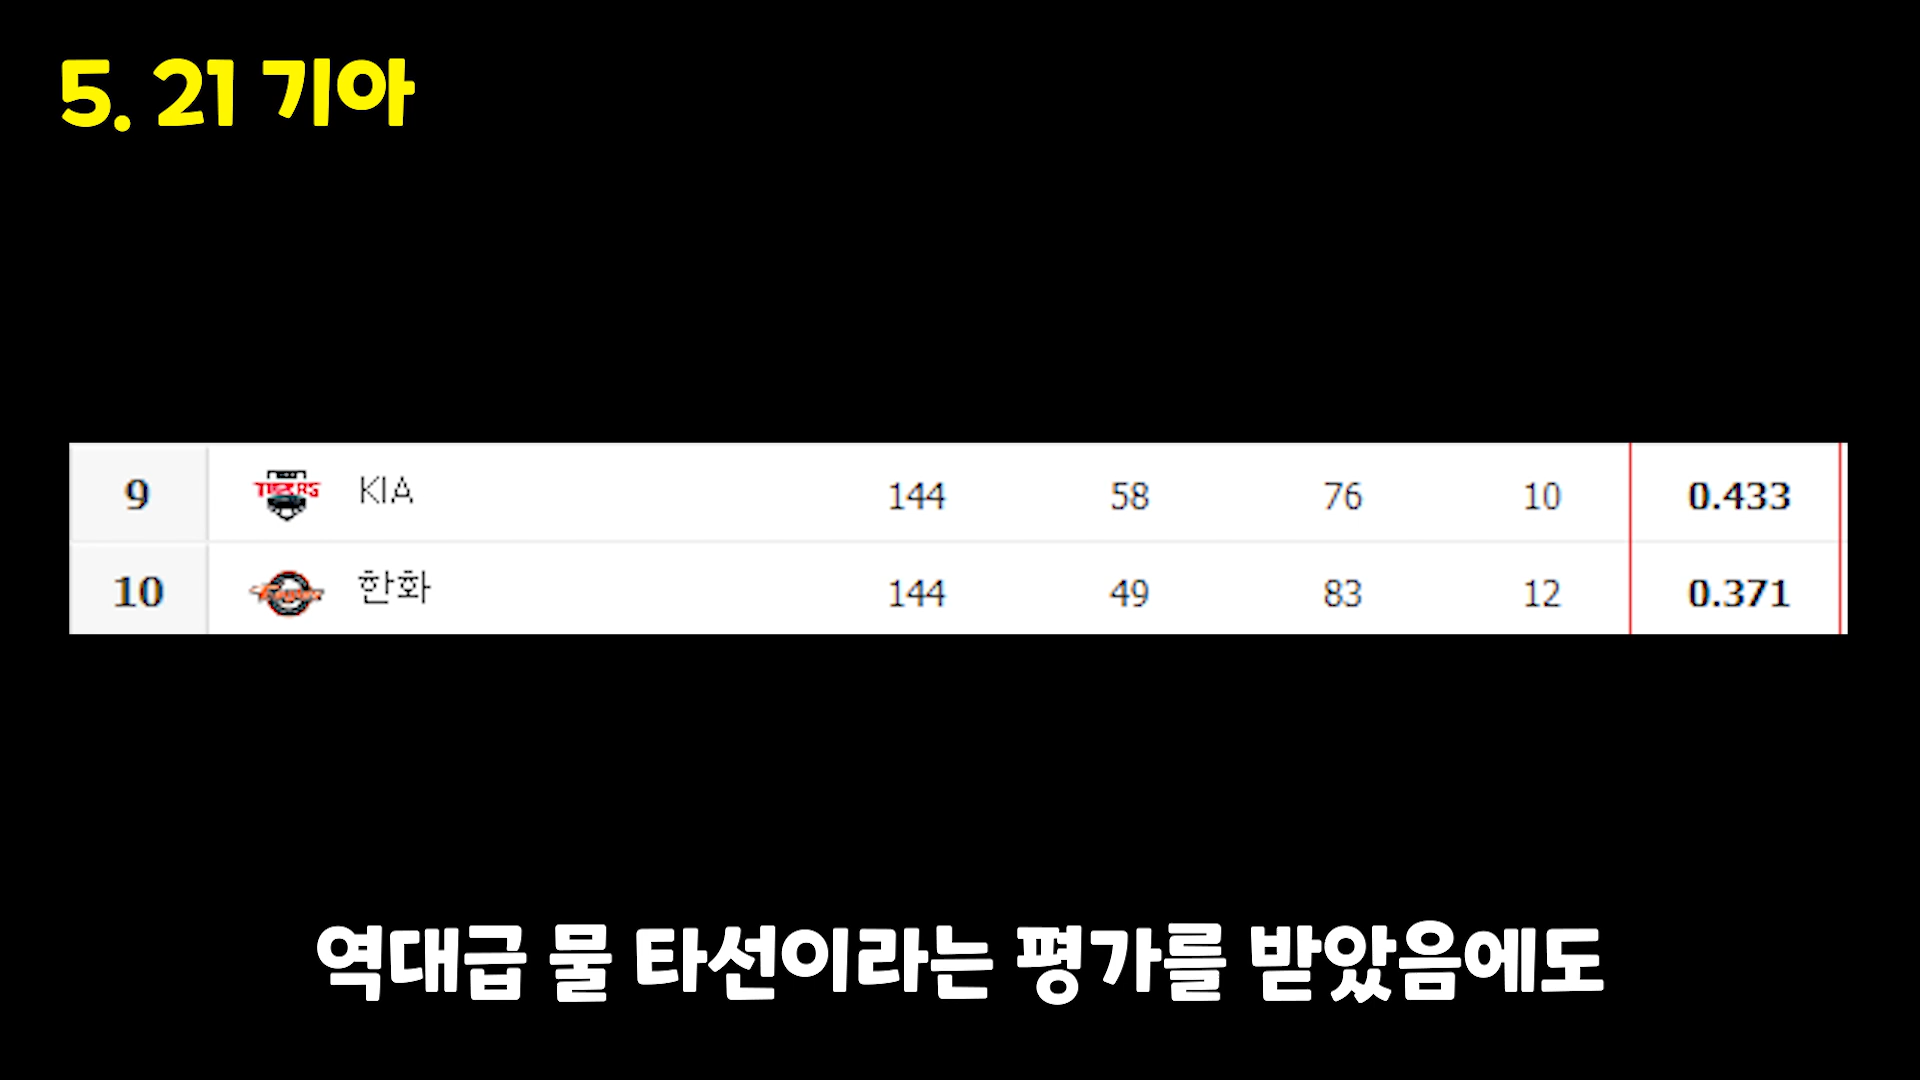 5. 21 기아
9 TIGERS KIA 144 58 76 10 0.433
10 Eagles 한화 144 49 83 12 0.371
역대급 물 타선이라는 평가를 받았음에도